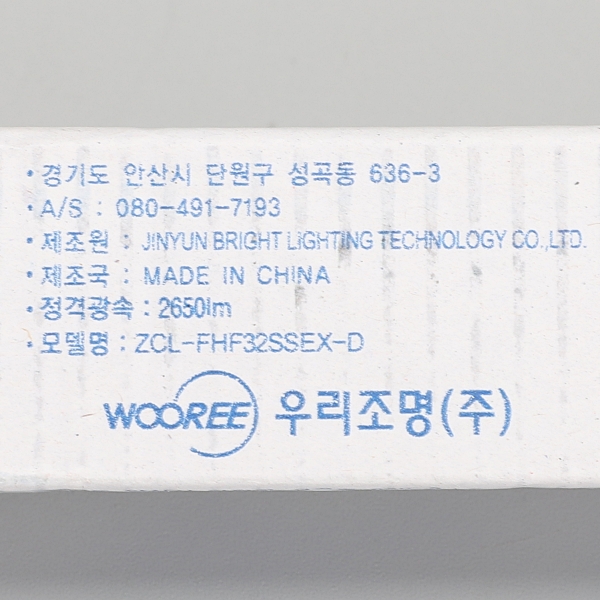 · 경기도 안산시 단원구 성곡동 636-3
· A/S : 080-491-7193
· 제조원 : JINYUN BRIGHT LIGHTING TECHNOLOGY CO.,LTD.
· 제조국 : MADE IN CHINA
· 정격광속 : 2650lm
· 모델명 : ZCL-FHF32SSEX-D
WOOREE 우리조명(주)